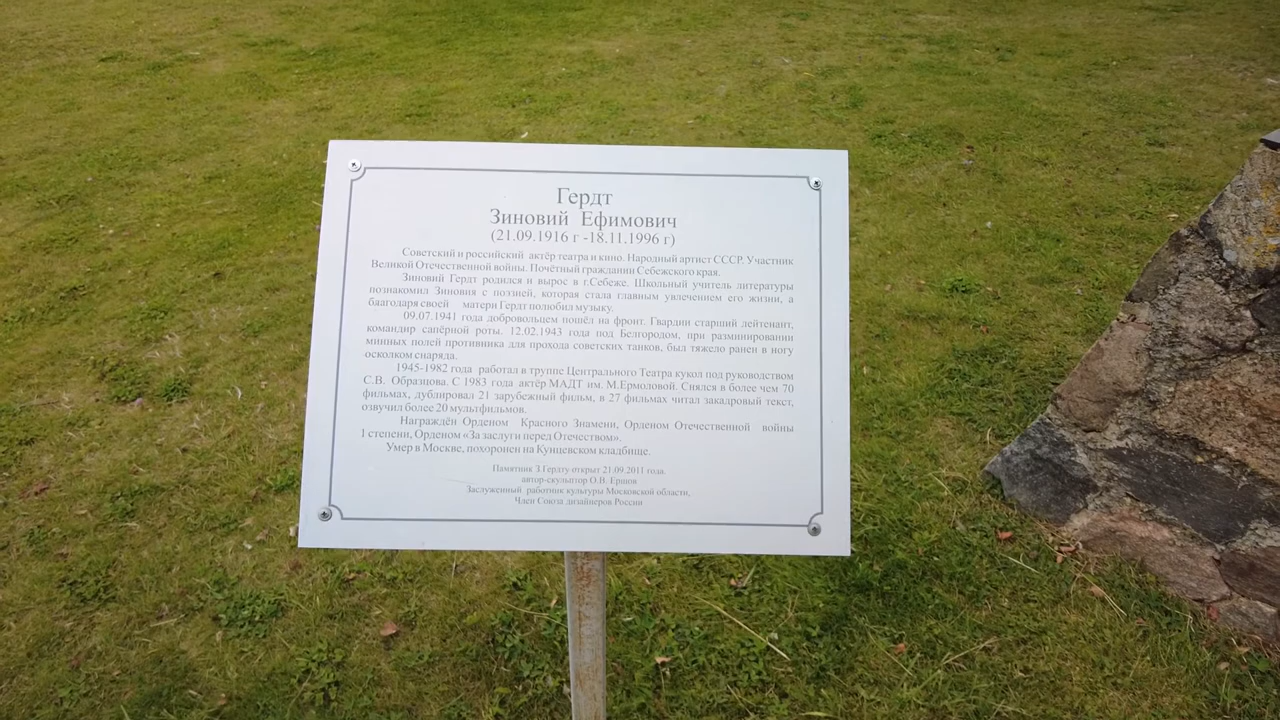 Гердт
Зиновий Ефимович
(21.09.1916 г -18.11.1996 г)
Советский и российский актёр театра и кино. Народный артист СССР. Участник
Великой Отечественной войны. Почётный гражданин Себежского края.
Зиновий Гердт родился и вырос в г.Себеже. Школьный учитель литературы
познакомил Зиновия с поэзией, которая стала главным увлечением его жизни, а
благодаря своей матери Гердт полюбил музыку.
09.07.1941 года добровольцем пошёл на фронт. Гвардии старший лейтенант,
командир сапёрной роты. 12.02.1943 года под Белгородом, при разминировании
минных полей противника для прохода советских танков, был тяжело ранен в ногу
осколком снаряда.
1945-1982 года работал в труппе Центрального Театра кукол под руководством
С.В. Образцова. С 1983 года актёр МАДТ им. М.Ермоловой. Снялся в более чем 70
фильмах, дублировал 21 зарубежный фильм, в 27 фильмах читал закадровый текст,
озвучил более 20 мультфильмов.
Награждён Орденом Красного Знамени, Орденом Отечественной войны
1 степени, Орденом «За заслуги перед Отечеством».
Умер в Москве, похоронен на Кунцевском кладбище.
Памятник З.Гердту открыт 21.09.2011 года.
автор-скульптор О.В. Ершов
Заслуженный работник культуры Московской области,
Член Союза дизайнеров России